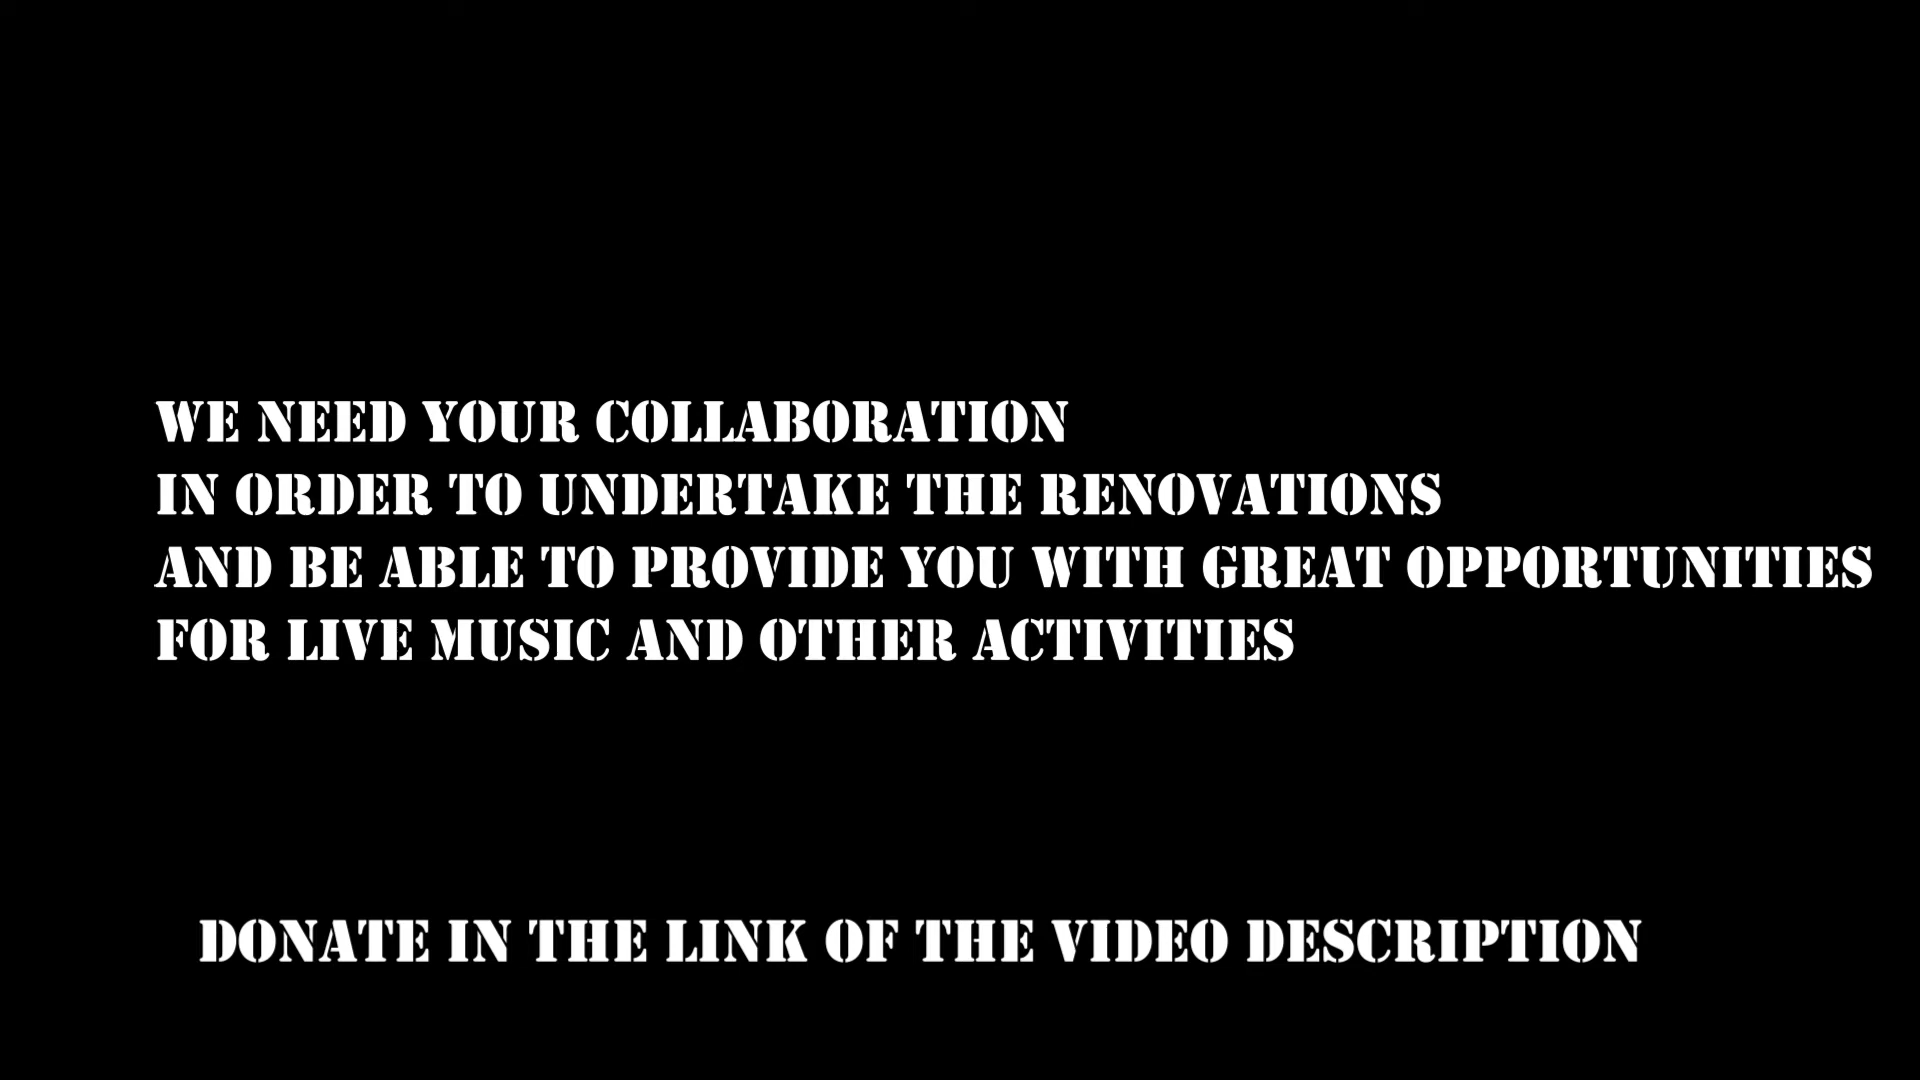 WE NEED YOUR COLLABORATION
IN ORDER TO UNDERTAKE THE RENOVATIONS
AND BE ABLE TO PROVIDE YOU WITH GREAT OPPORTUNITIES
FOR LIVE MUSIC AND OTHER ACTIVITIES
DONATE IN THE LINK OF THE VIDEO DESCRIPTION